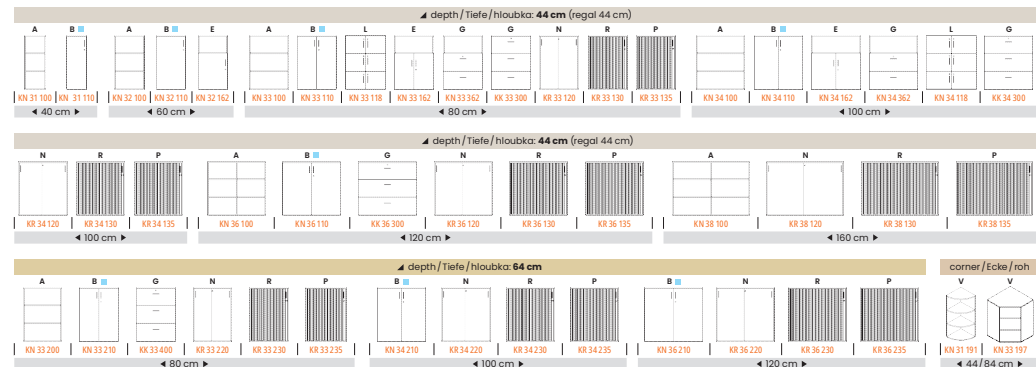 ◢ depth/Tiefe/hloubka: 44 cm (regal 44 cm)
A B A B E A B L E G G N R P A B E G L G
KN 31 100 KN 31 110 KN 32 100 KN 32 110 KN 32 162 KN 33 100 KN 33 110 KN 33 118 KN 33 162 KN 33 362 KK 33 300 KR 33 120 KR 33 130 KR 33 135 KN 34 100 KN 34 110 KN 34 162 KN 34 362 KN 34 118 KK 34 300
◄ 40 cm ► ◄ 60 cm ► ◄ 80 cm ► ◄ 100 cm ►
◢ depth/Tiefe/hloubka: 44 cm (regal 44 cm)
N R P A B G N R P A N R P
KR 34 120 KR 34 130 KR 34 135 KN 36 100 KN 36 110 KK 36 300 KR 36 120 KR 36 130 KR 36 135 KN 38 100 KR 38 120 KR 38 130 KR 38 135
◄ 100 cm ► ◄ 120 cm ► ◄ 160 cm ►
◢ depth/Tiefe/hloubka: 64 cm corner/Ecke/roh
A B G N R P B N R P B N R P V V
KN 33 200 KN 33 210 KK 33 400 KN 33 220 KR 33 230 KR 33 235 KN 34 210 KR 34 220 KR 34 230 KR 34 235 KN 36 210 KR 36 220 KR 36 230 KR 36 235 KN 31 191 KN 33 197
◄ 80 cm ► ◄ 100 cm ► ◄ 120 cm ► ◄ 44/84 cm ►